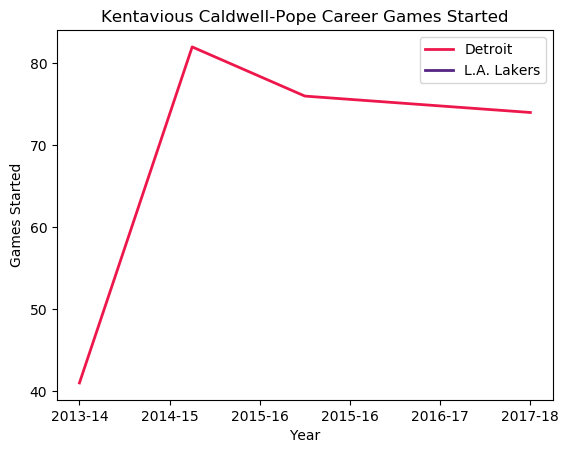 Kentavious Caldwell-Pope Career Games Started
Detroit
L.A. Lakers
80
70
60
50
40
Games Started
2013-14 2014-15 2015-16 2015-16 2016-17 2017-18
Year